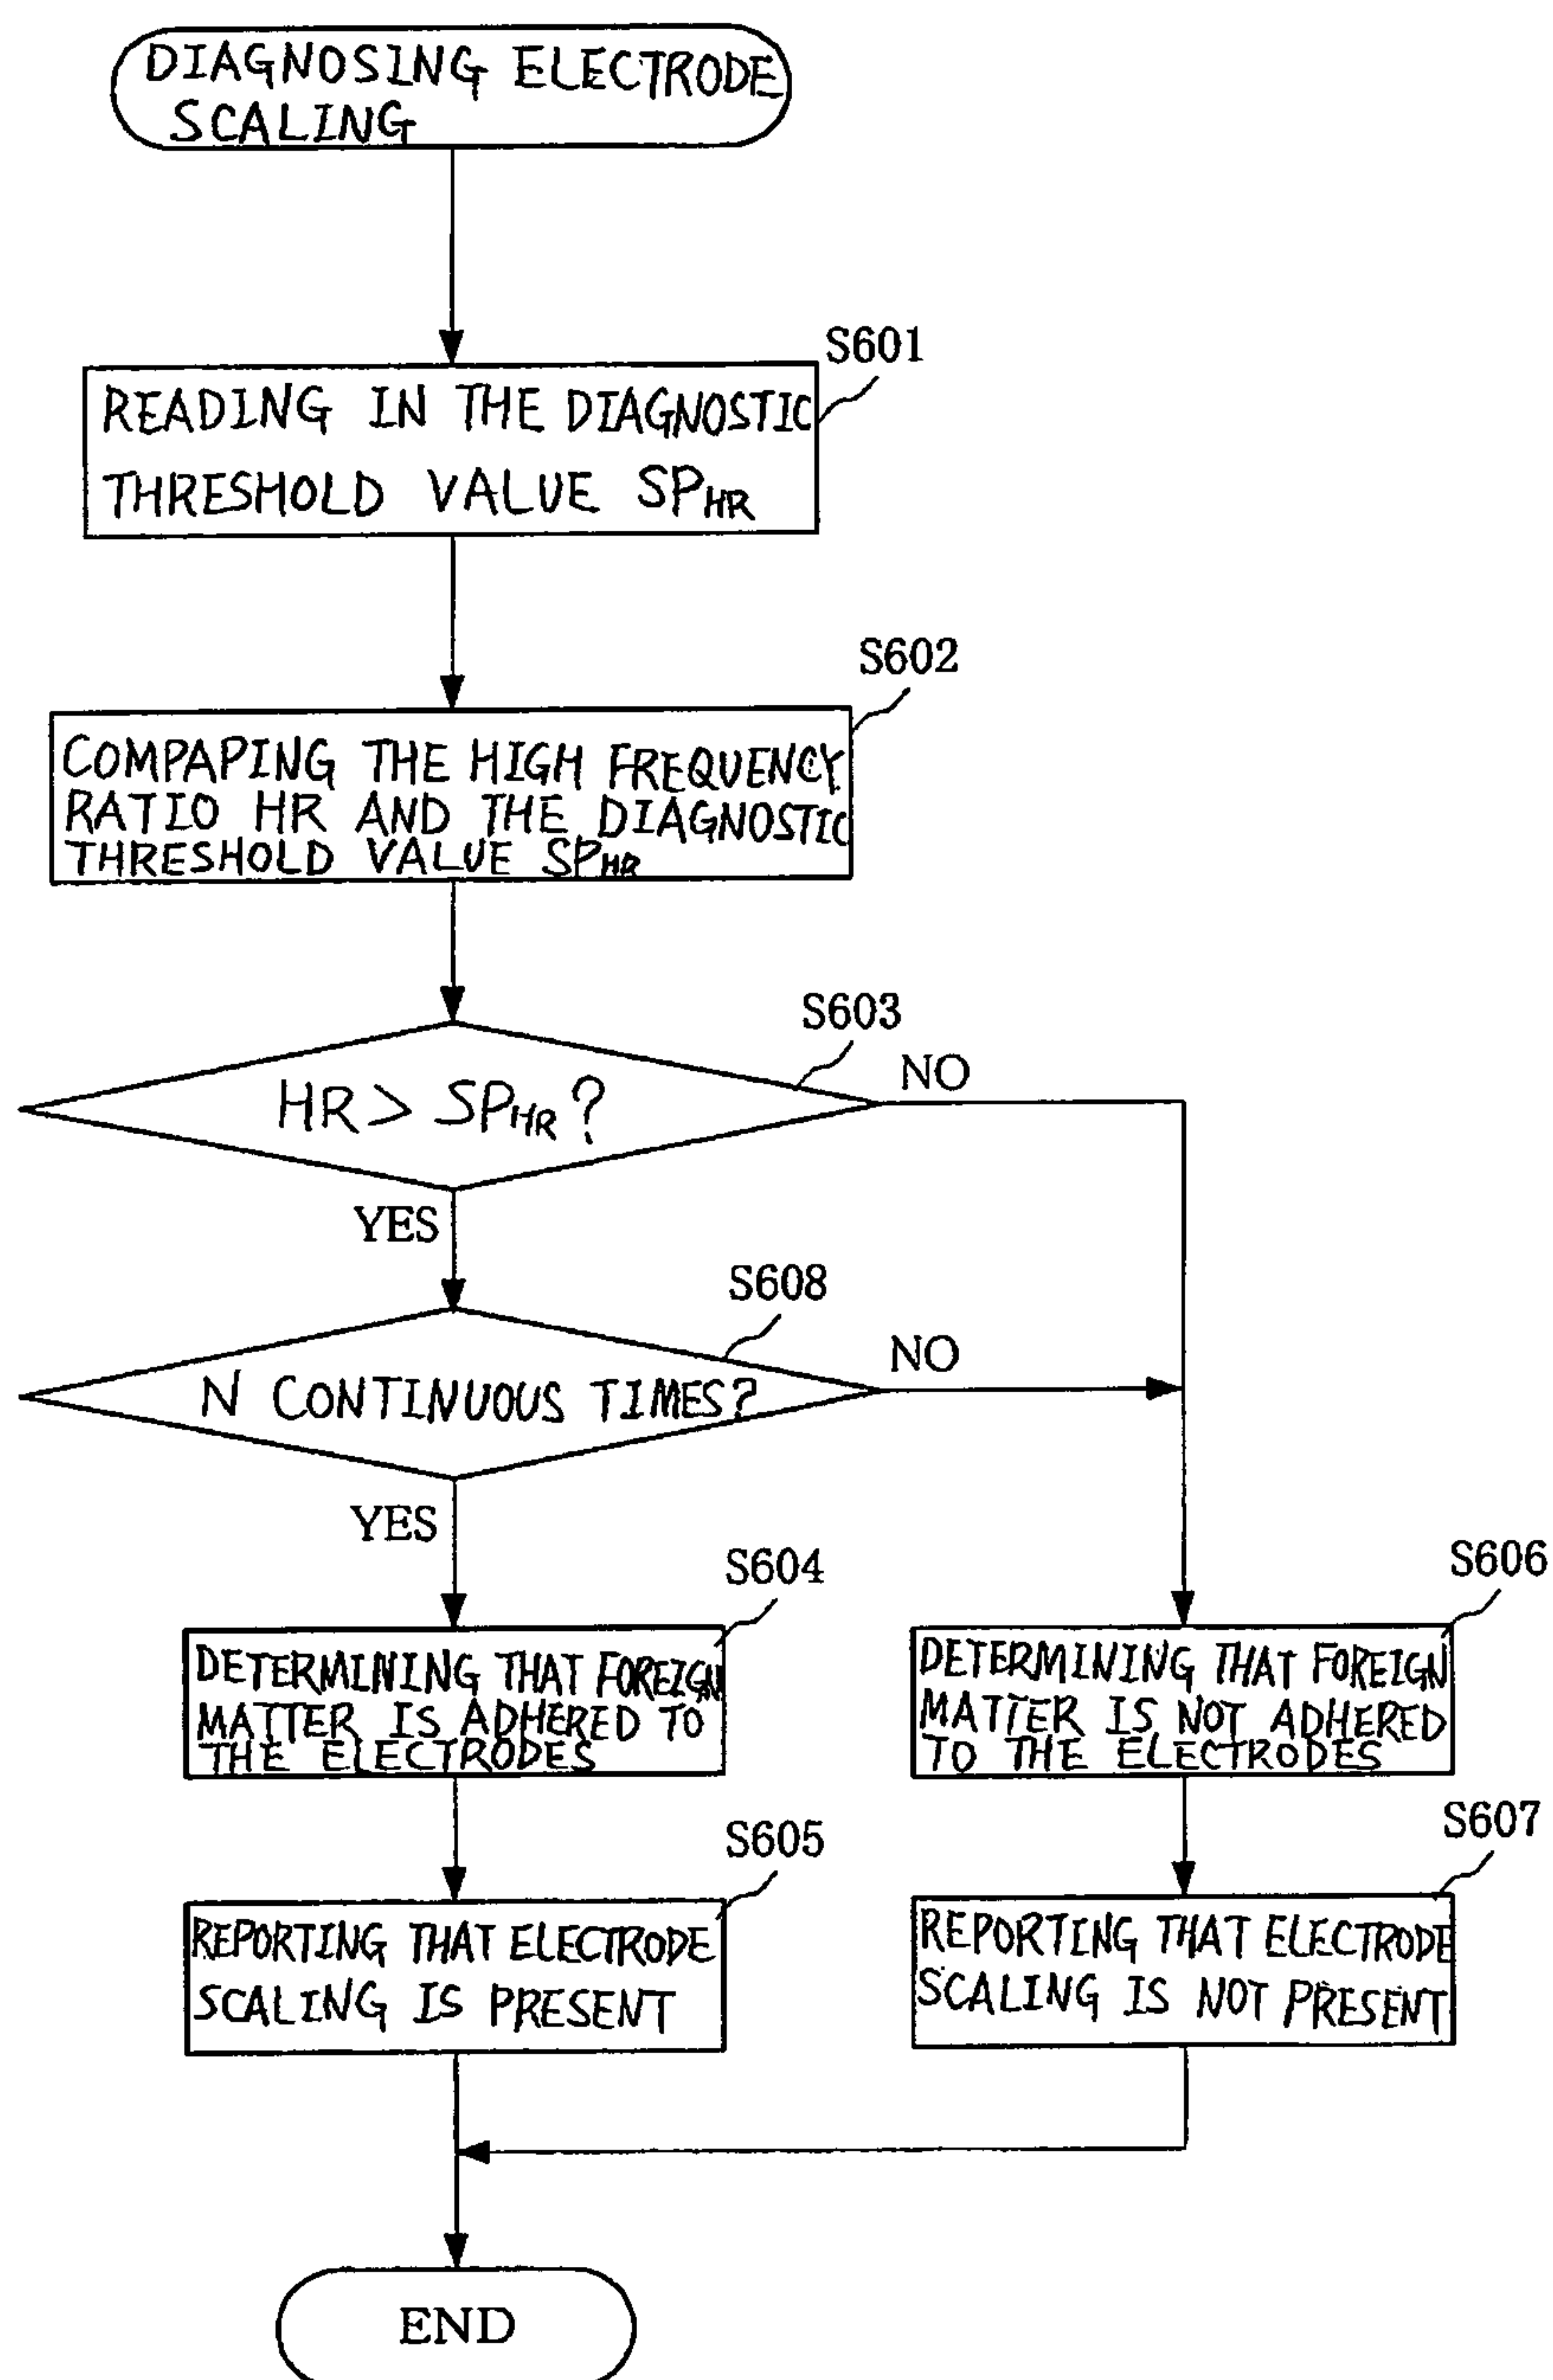 DIAGNOSING ELECTRODE
SCALING
S601
READING IN THE DIAGNOSTIC
THRESHOLD VALUE SPHR
S602
COMPAPING THE HIGH FREQUENCY
RATIO HR AND THE DIAGNOSTIC
THRESHOLD VALUE SPHR
S603
HR > SPHR?
NO
YES
S608
N CONTINUOUS TIMES?
NO
YES
S604
DETERMINING THAT FOREIGN
MATTER IS ADHERED TO
THE ELECTRODES
S606
DETERMINING THAT FOREIGN
MATTER IS NOT ADHERED
TO THE ELECTRODES
S605
REPORTING THAT ELECTRODE
SCALING IS PRESENT
S607
REPORTING THAT ELECTRODE
SCALING IS NOT PRESENT
END